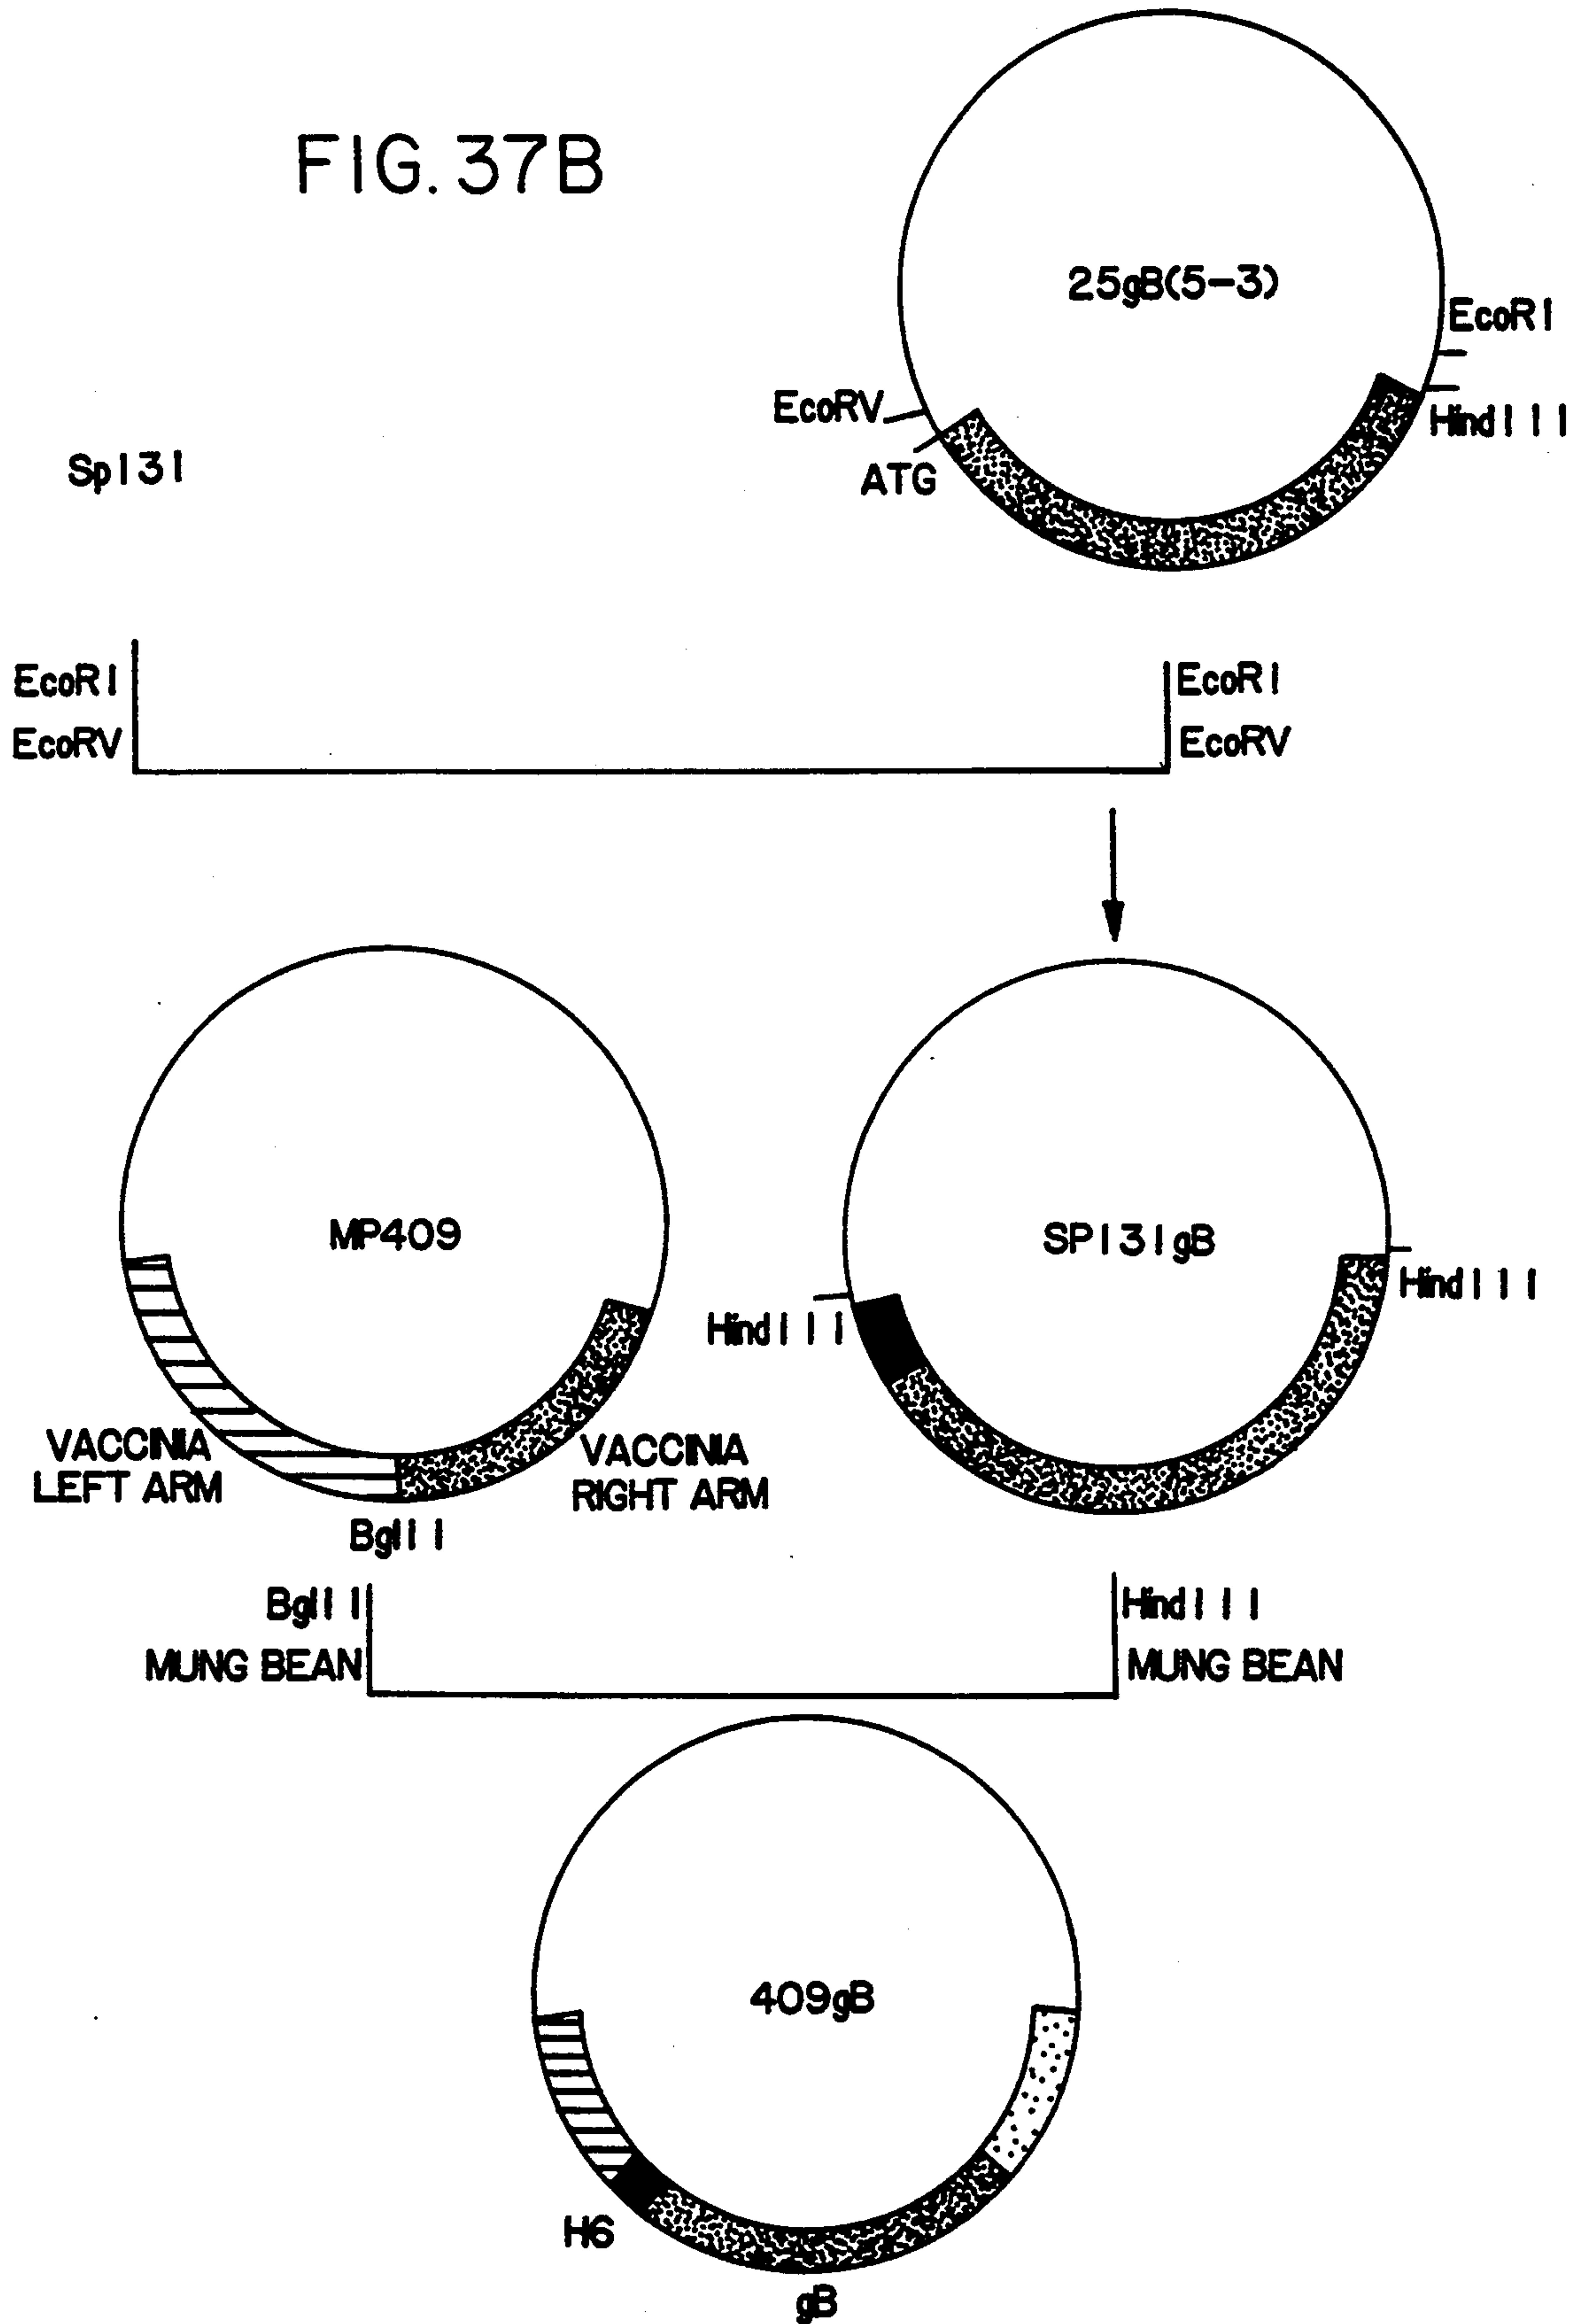 FIG. 37B
25gB(5-3)
EcoRI
EcoRV
HindIII
Sp131
ATG
EcoRI
EcoRI
EcoRV
EcoRV
MP409
SP131gB
HindIII
HindIII
VACCINIA
LEFT ARM
VACCINIA
RIGHT ARM
BglII
BglII
HindIII
MUNG BEAN
MUNG BEAN
409gB
H6
gB